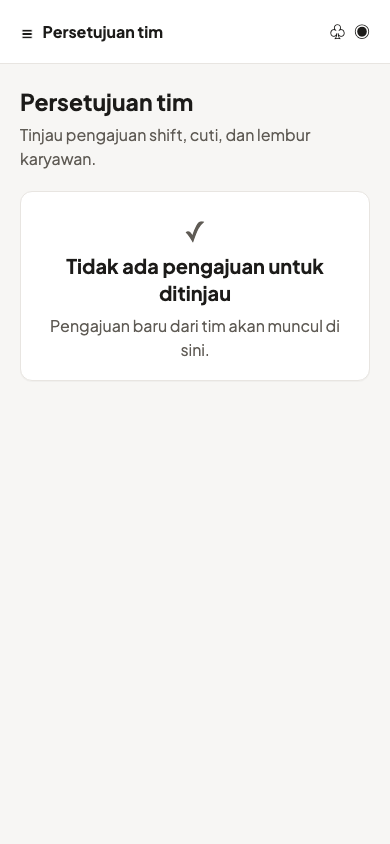 Persetujuan tim
Persetujuan tim
Tinjau pengajuan shift, cuti, dan lembur
karyawan.
Tidak ada pengajuan untuk
ditinjau
Pengajuan baru dari tim akan muncul di
sini.